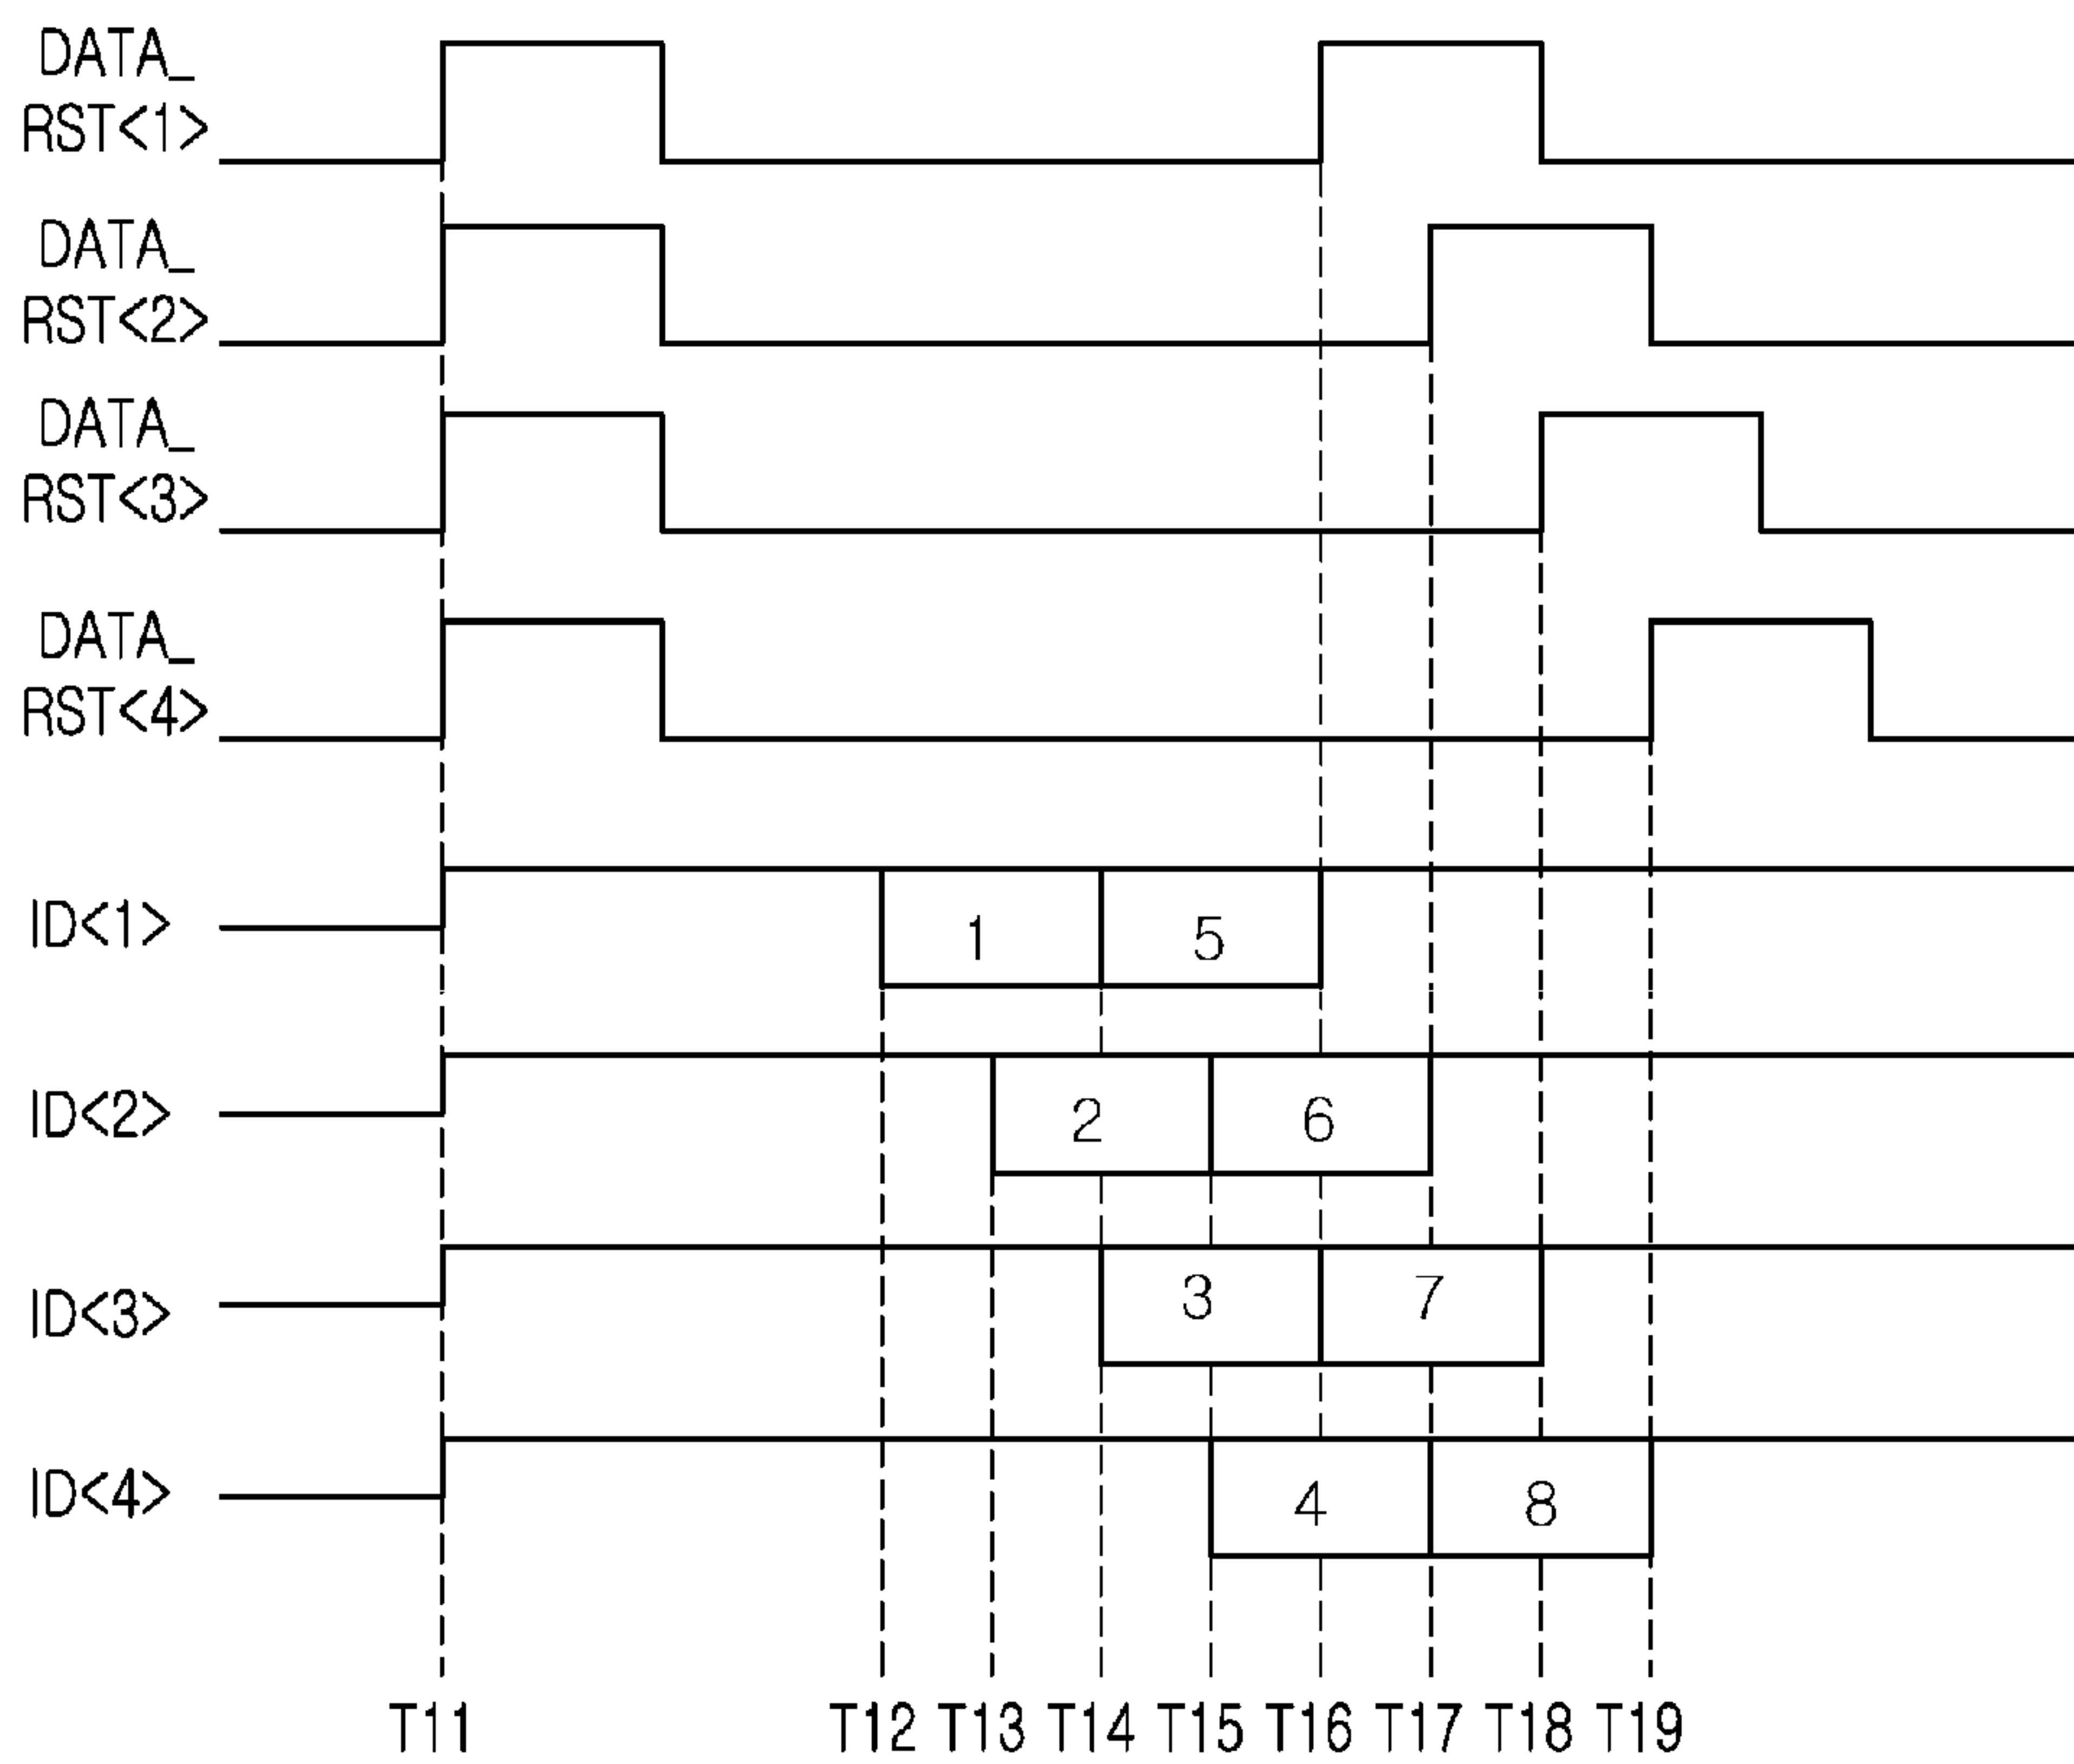 DATA_
RST<1>
DATA_
RST<2>
DATA_
RST<3>
DATA_
RST<4>
ID<1>
1 5
ID<2>
2 6
ID<3>
3 7
ID<4>
4 8
T11 T12 T13 T14 T15 T16 T17 T18 T19